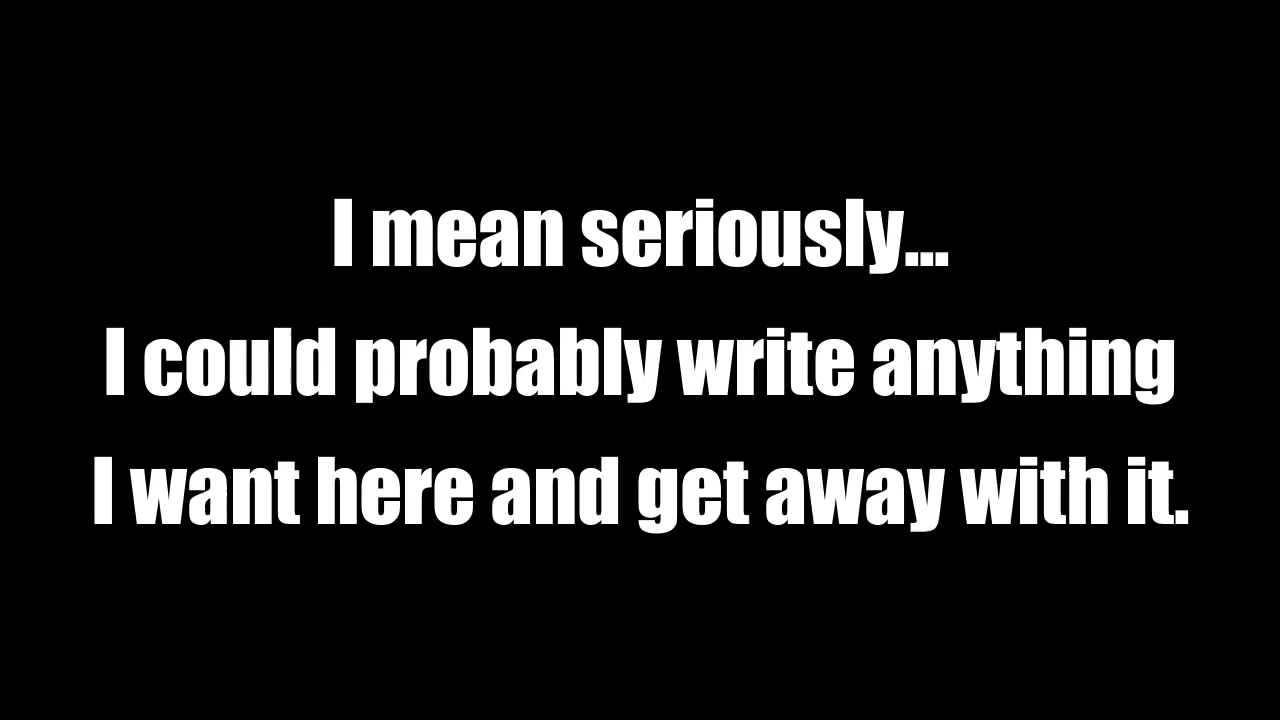 I mean seriously...
I could probably write anything
I want here and get away with it.